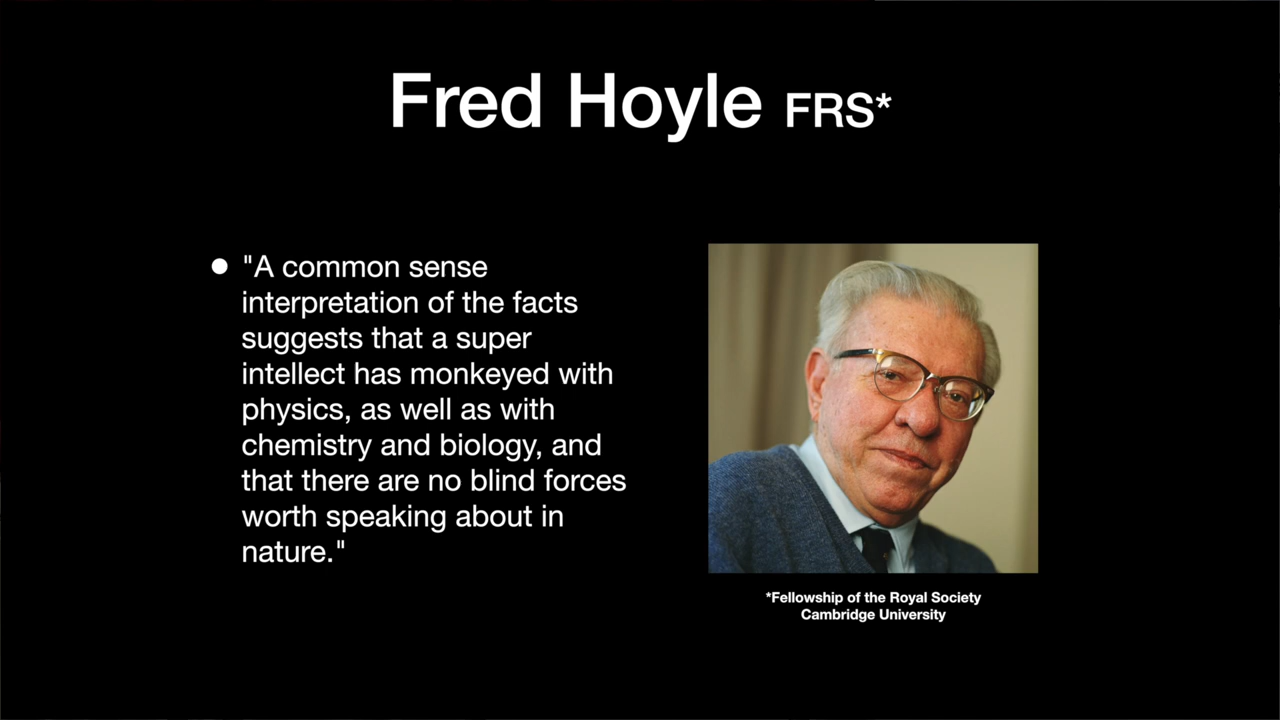 Fred Hoyle FRS*
● "A common sense
interpretation of the facts
suggests that a super
intellect has monkeyed with
physics, as well as with
chemistry and biology, and
that there are no blind forces
worth speaking about in
nature."
*Fellowship of the Royal Society
Cambridge University